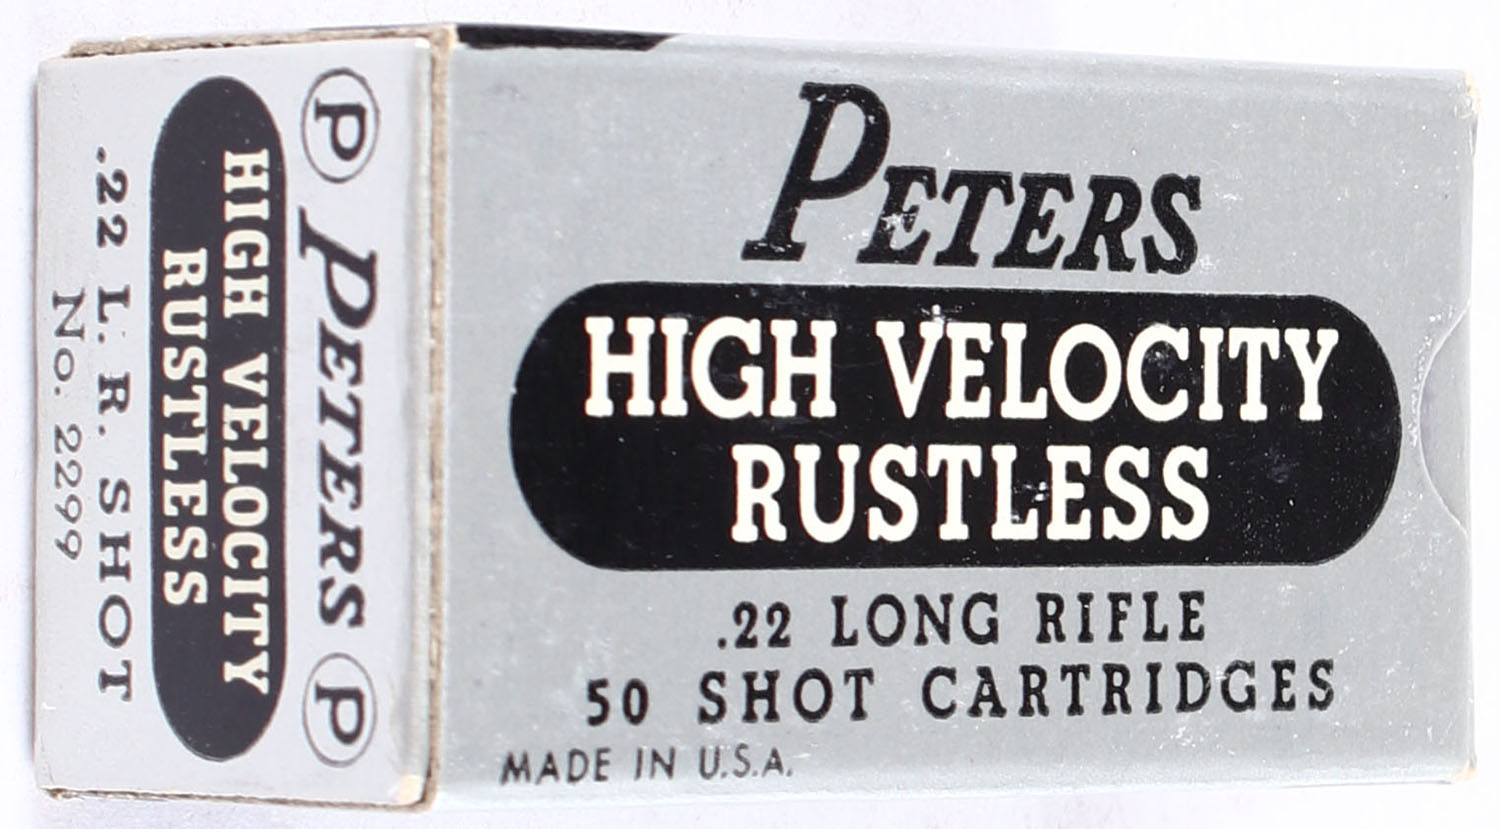 PETERS
HIGH VELOCITY
RUSTLESS
.22 LONG RIFLE
50 SHOT CARTRIDGES
MADE IN U.S.A.
P PETERS P
HIGH VELOCITY
RUSTLESS
.22 L. R. SHOT
No. 2299